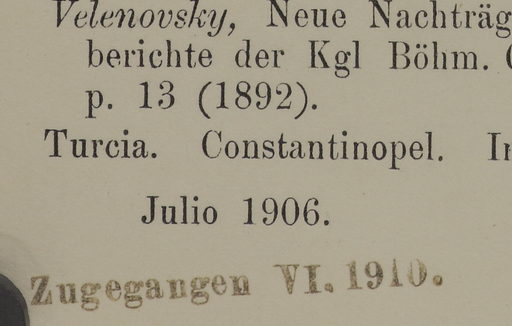 Velenovsky, Neue Nachträg
berichte der Kgl Böhm.
p. 13 (1892).
Turcia. Constantinopel.
Julio 1906.
Zugegangen VI. 1910.